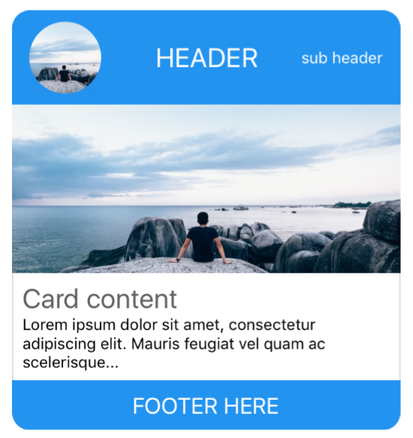 HEADER
sub header
Card content
Lorem ipsum dolor sit amet, consectetur
adipiscing elit. Mauris feugiat vel quam ac
scelerisque...
FOOTER HERE